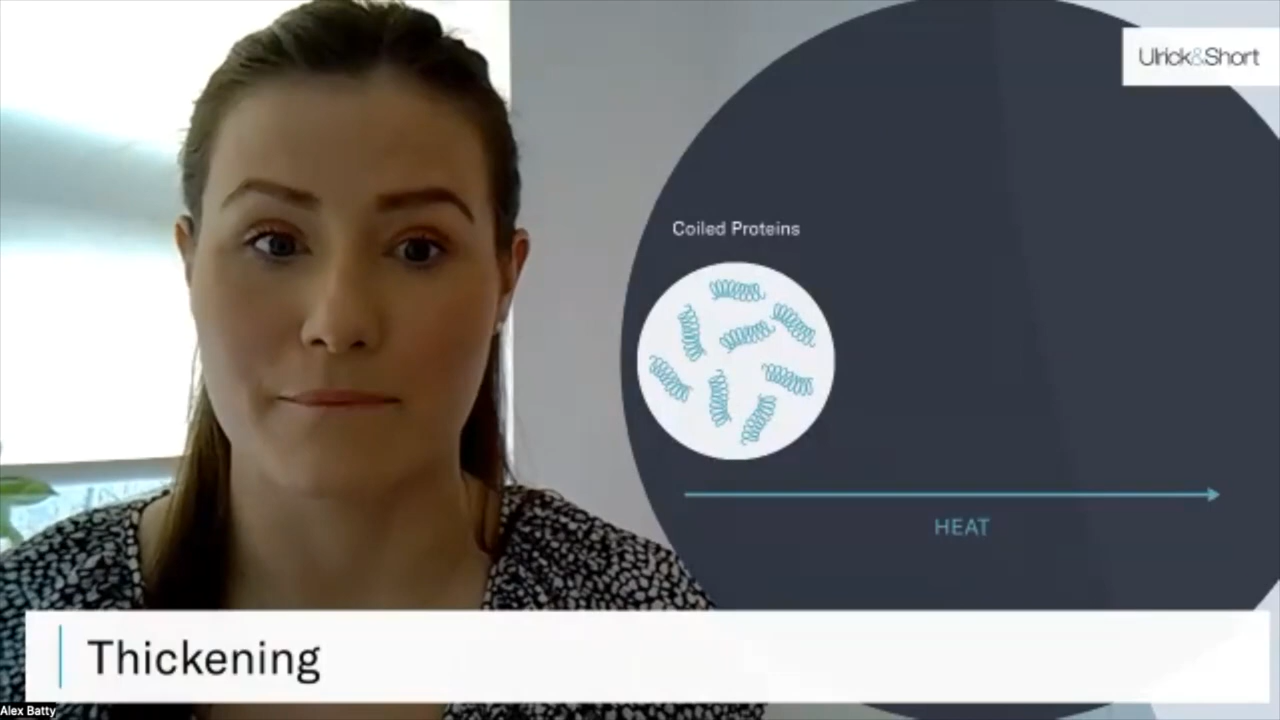 Ulrick&Short
Coiled Proteins
HEAT
Thickening
Alex Batty